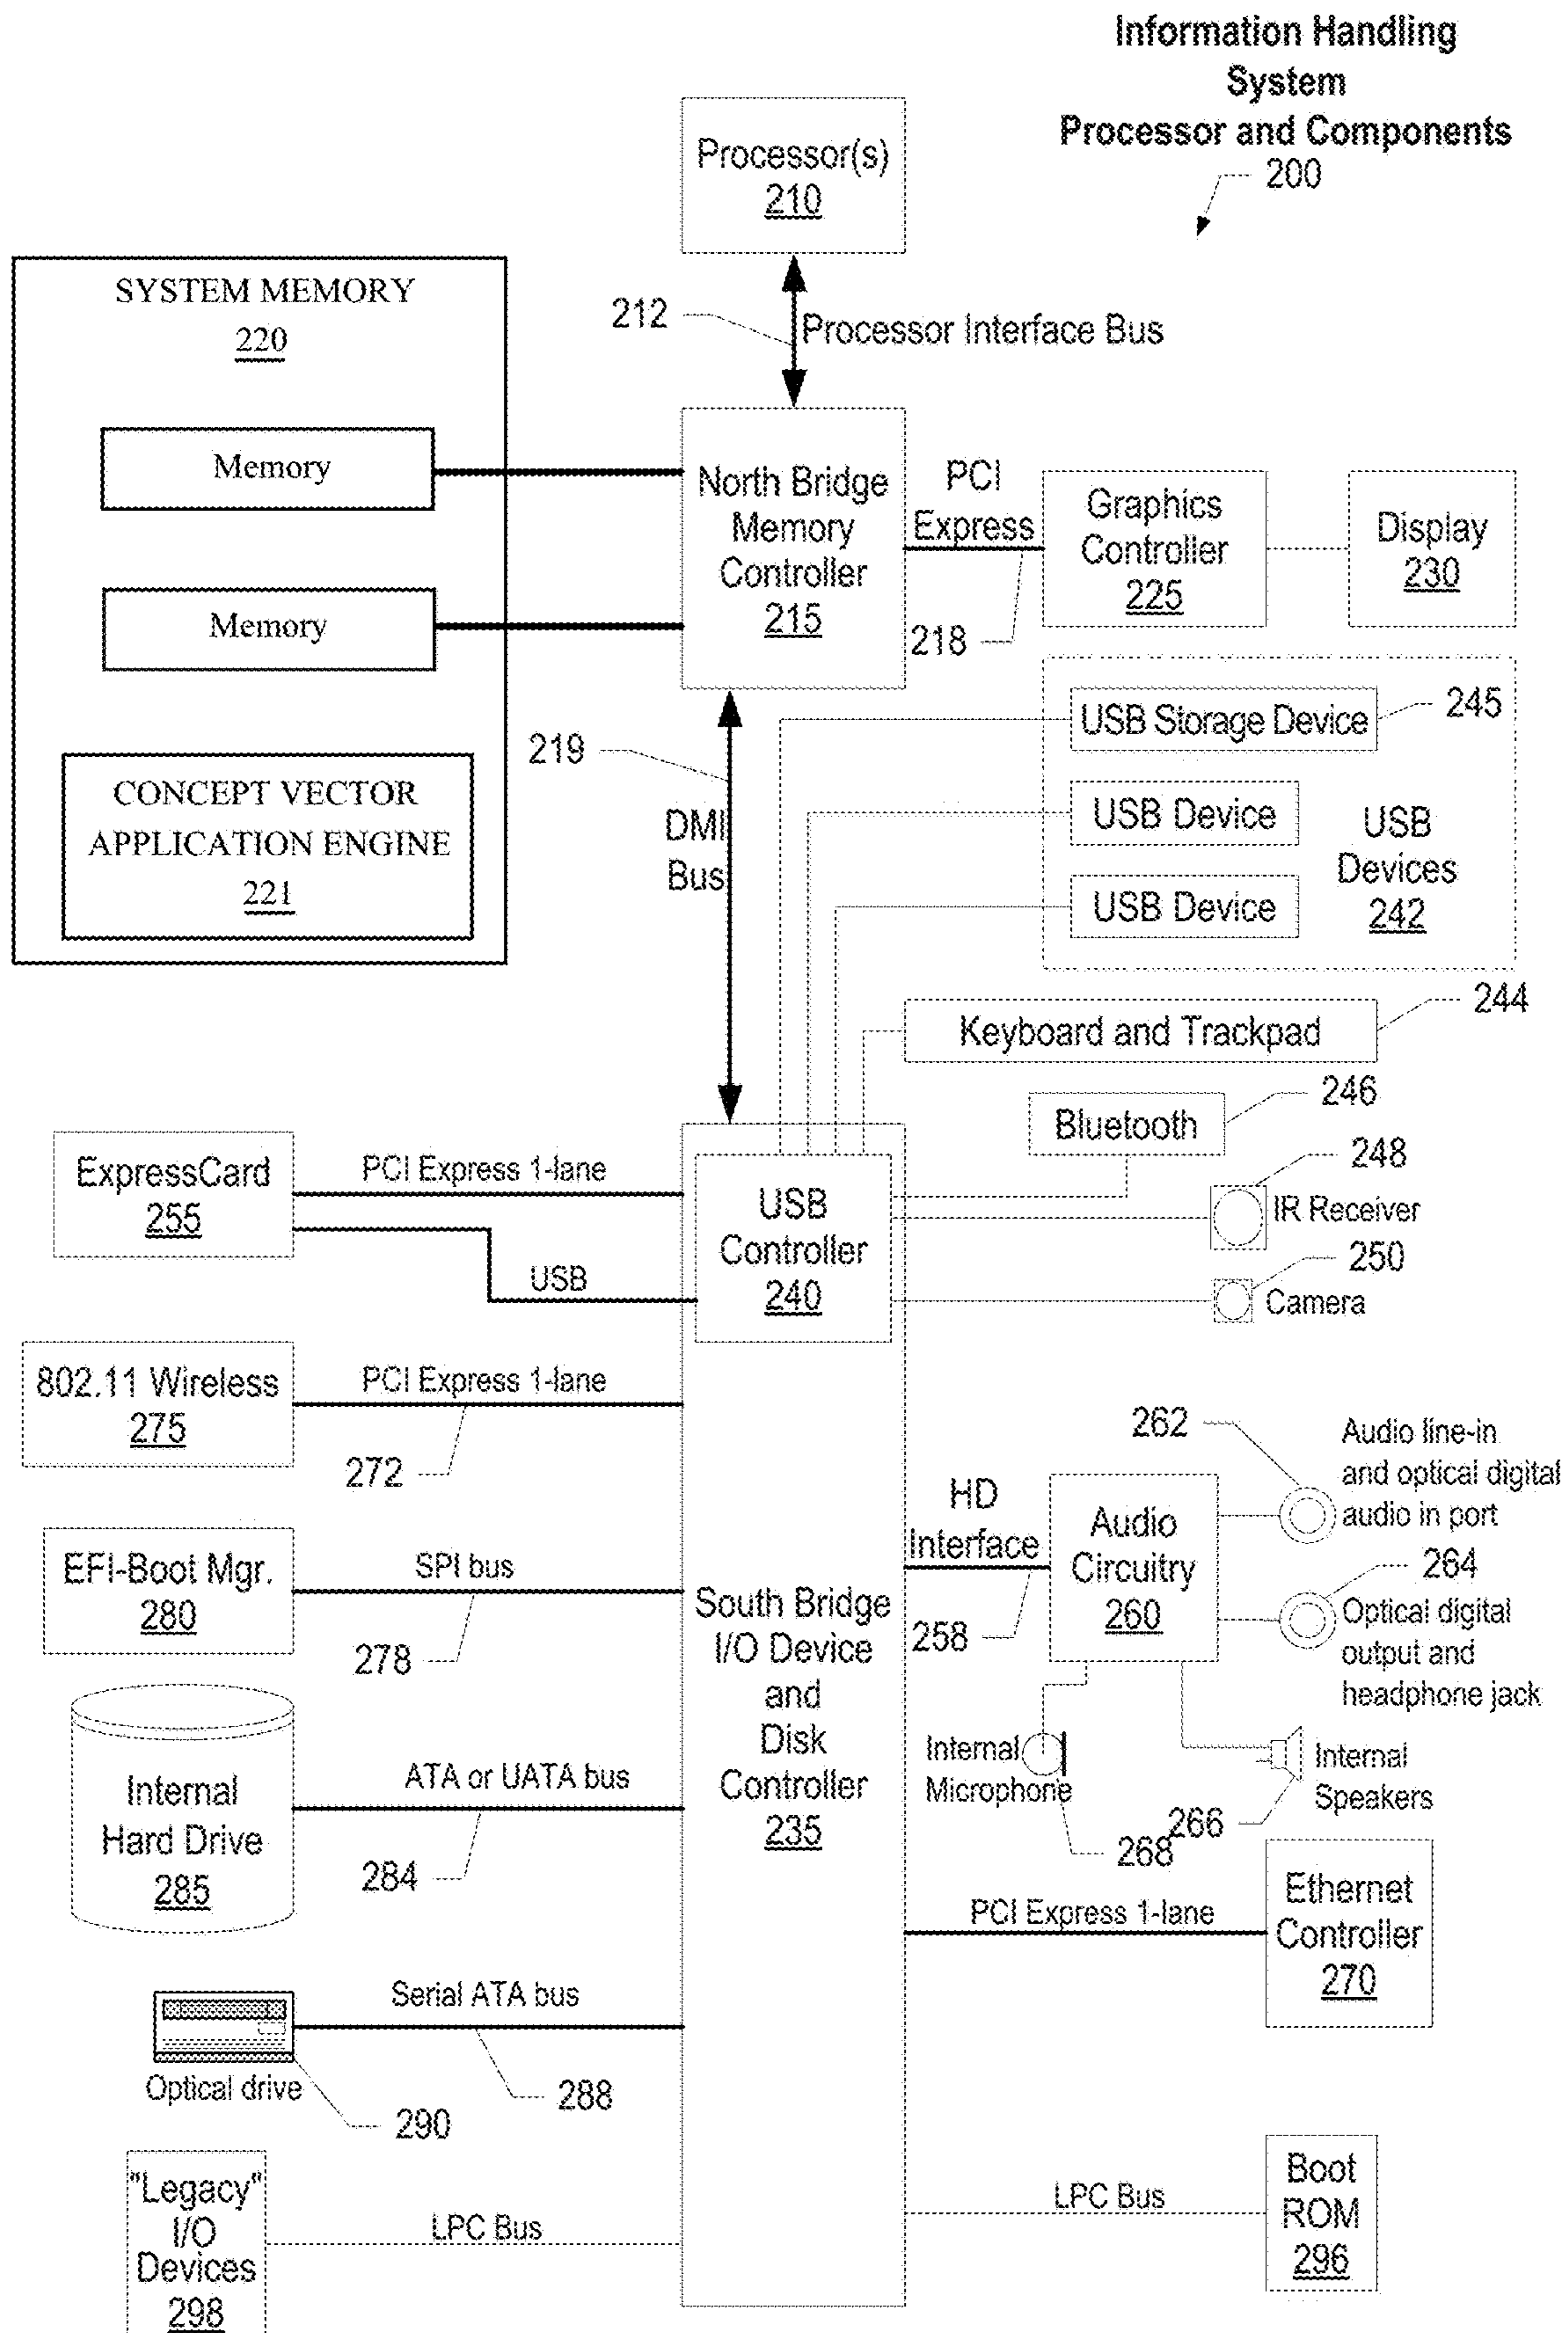 Information Handling
System
Processor and Components
200
Processor(s)
210
212
Processor Interface Bus
SYSTEM MEMORY
220
Memory
Memory
CONCEPT VECTOR
APPLICATION ENGINE
221
North Bridge
Memory
Controller
215
PCI
Express
218
Graphics
Controller
225
Display
230
219
DMI
Bus
USB Storage Device
245
USB Device
USB Device
USB
Devices
242
Keyboard and Trackpad
244
Bluetooth
246
248
IR Receiver
250
Camera
ExpressCard
255
PCI Express 1-lane
USB
USB
Controller
240
802.11 Wireless
275
PCI Express 1-lane
272
EFI-Boot Mgr.
280
SPI bus
278
Internal
Hard Drive
285
ATA or UATA bus
284
Optical drive
290
Serial ATA bus
288
"Legacy"
I/O
Devices
298
LPC Bus
South Bridge
I/O Device
and
Disk
Controller
235
HD
Interface
258
Audio
Circuitry
260
262
Audio line-in
and optical digital
audio in port
264
Optical digital
output and
headphone jack
Internal
Microphone
268
266
Internal
Speakers
PCI Express 1-lane
Ethernet
Controller
270
LPC Bus
Boot
ROM
296